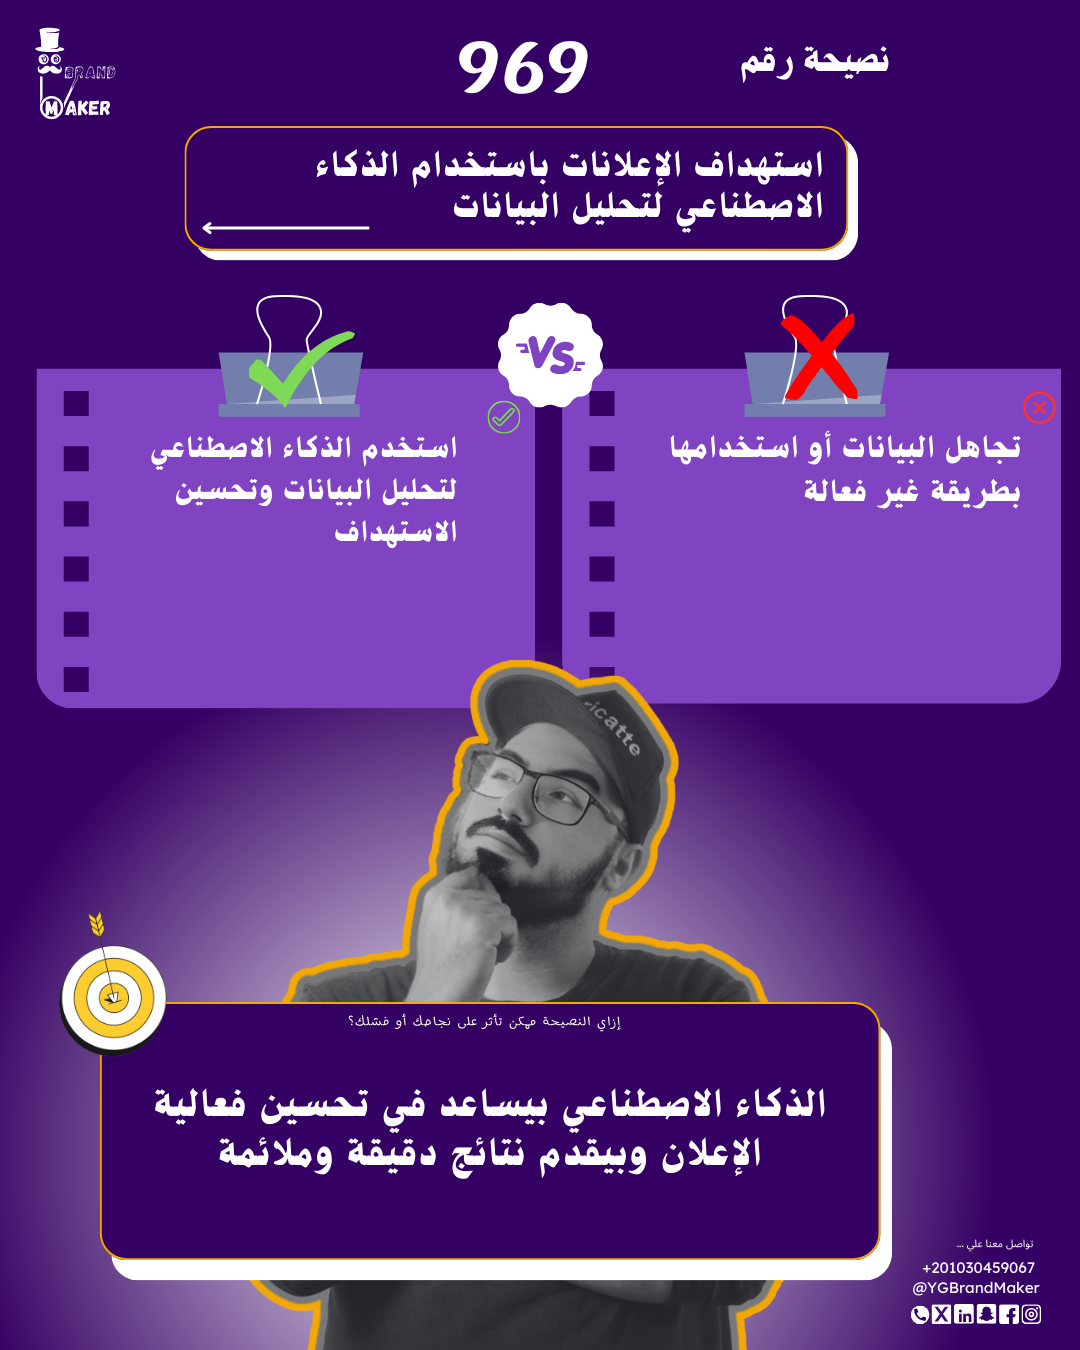 BRAND
MAKER
نصيحة رقم
969
استهداف الإعلانات باستخدام الذكاء
الاصطناعي لتحليل البيانات
VS
تجاهل البيانات أو استخدامها
بطريقة غير فعالة
استخدم الذكاء الاصطناعي
لتحليل البيانات وتحسين
الاستهداف
إزاي النصيحة ممكن تأثر على نجاحك أو فشلك؟
الذكاء الاصطناعي بيساعد في تحسين فعالية
الإعلان وبيقدم نتائج دقيقة وملائمة
تواصل معنا علي ...
+201030459067
@YGBrandMaker